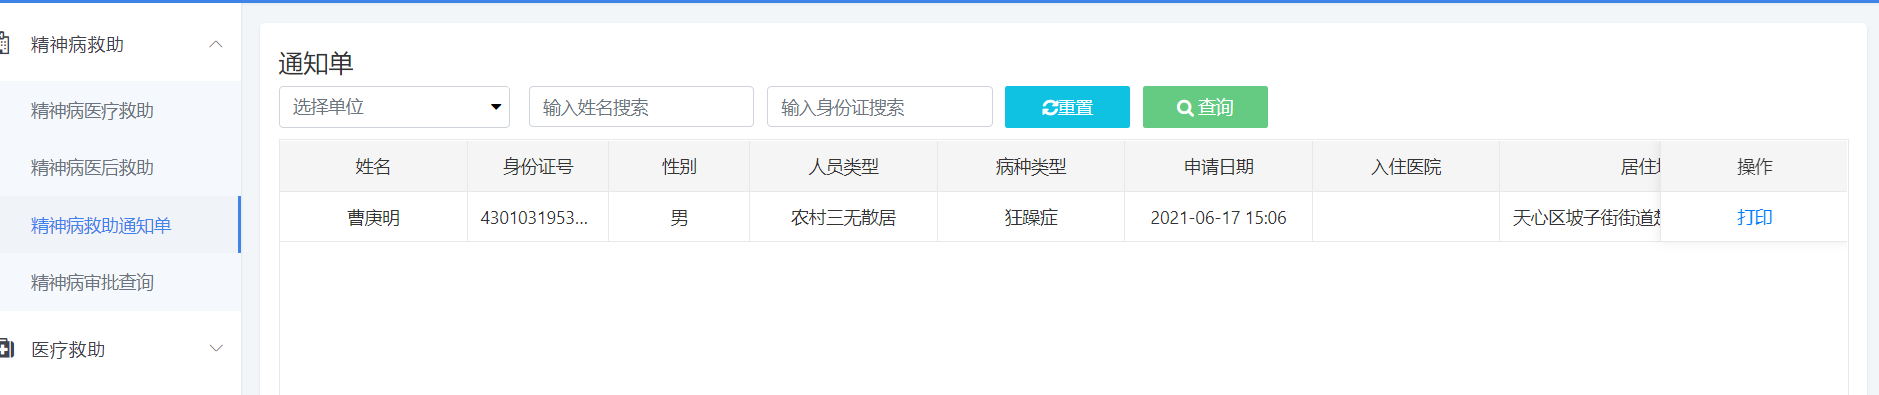 精神病救助
精神病医疗救助
精神病医后救助
精神病救助通知单
精神病审批查询
医疗救助
通知单
选择单位 输入姓名搜索 输入身份证搜索 重置 查询
姓名 身份证号 性别 人员类型 病种类型 申请日期 入住医院 居住 操作
曹庚明 4301031953... 男 农村三无散居 狂躁症 2021-06-17 15:06 天心区坡子街街道 打印